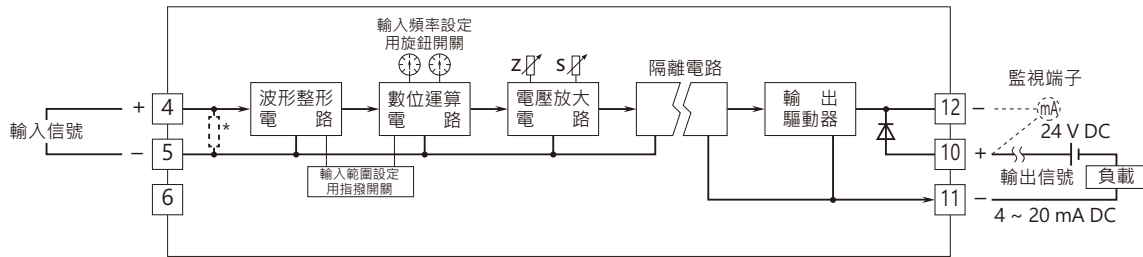 輸入頻率設定
用旋鈕開關
Z
S
隔離電路
監視端子
輸入信號
+
4
*
波形整形
電路
數位運算
電路
電壓放大
電路
輸出
驅動器
12
−
mA
24 V DC
−
5
10
+
輸入範圍設定
用指撥開關
輸出信號
負載
6
11
−
4 ~ 20 mA DC